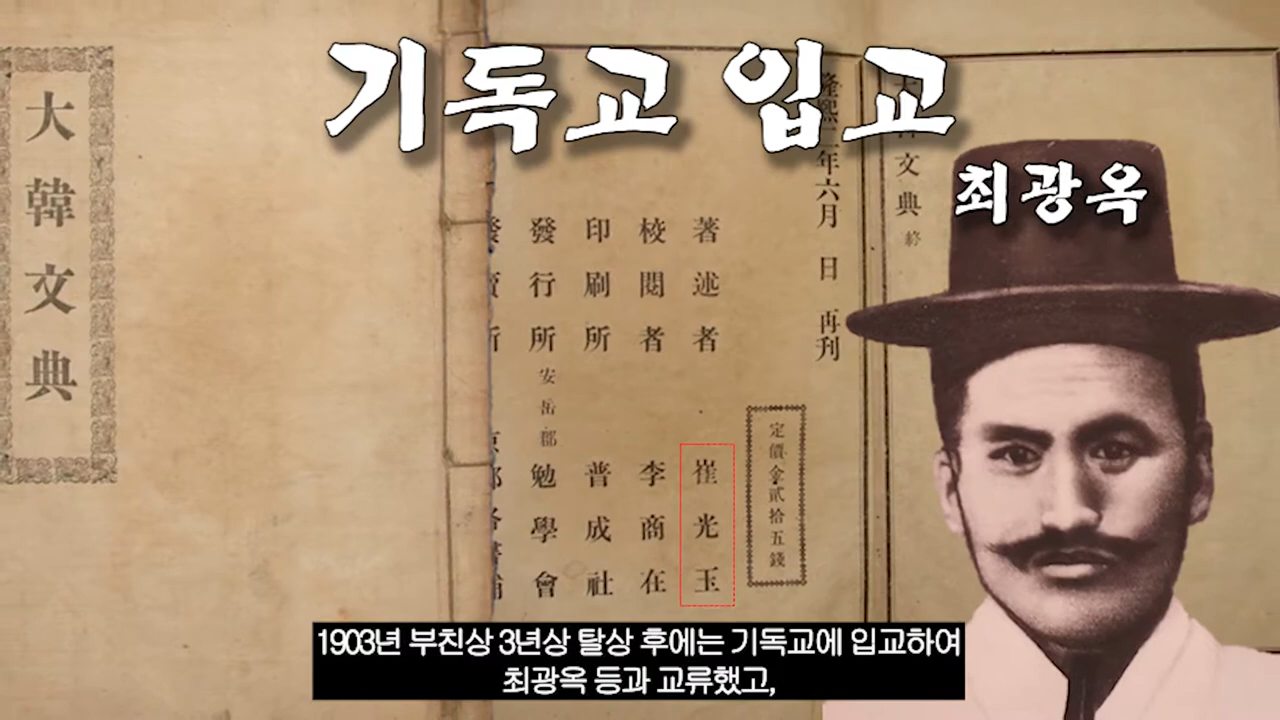 기독교 입교
최광옥
大韓文典
隆熙二年六月 日 再刊
著述者 崔光玉
校閱者 李商在
印刷所 普成社
發行所 安岳郡 勉學會
定價金貳拾五錢
文典 終
1903년 부친상 3년상 탈상 후에는 기독교에 입교하여
최광옥 등과 교류했고,